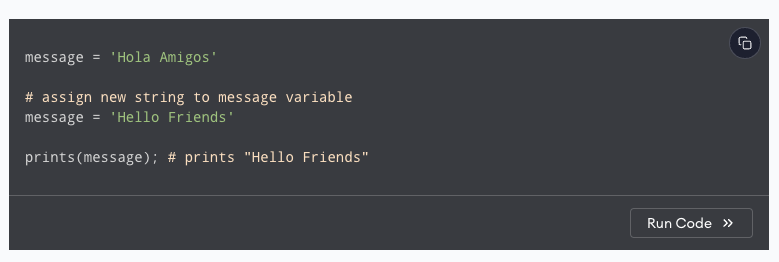 message = 'Hola Amigos'
# assign new string to message variable
message = 'Hello Friends'
prints(message); # prints "Hello Friends"
Run Code »